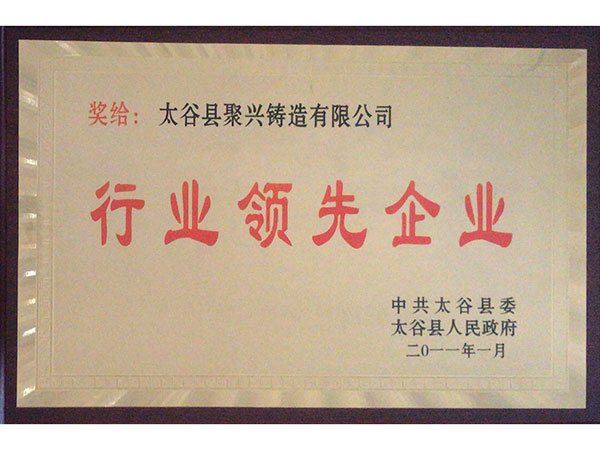 奖给：太谷县聚兴铸造有限公司
行业领先企业
中共太谷县委
太谷县人民政府
二0一一年一月